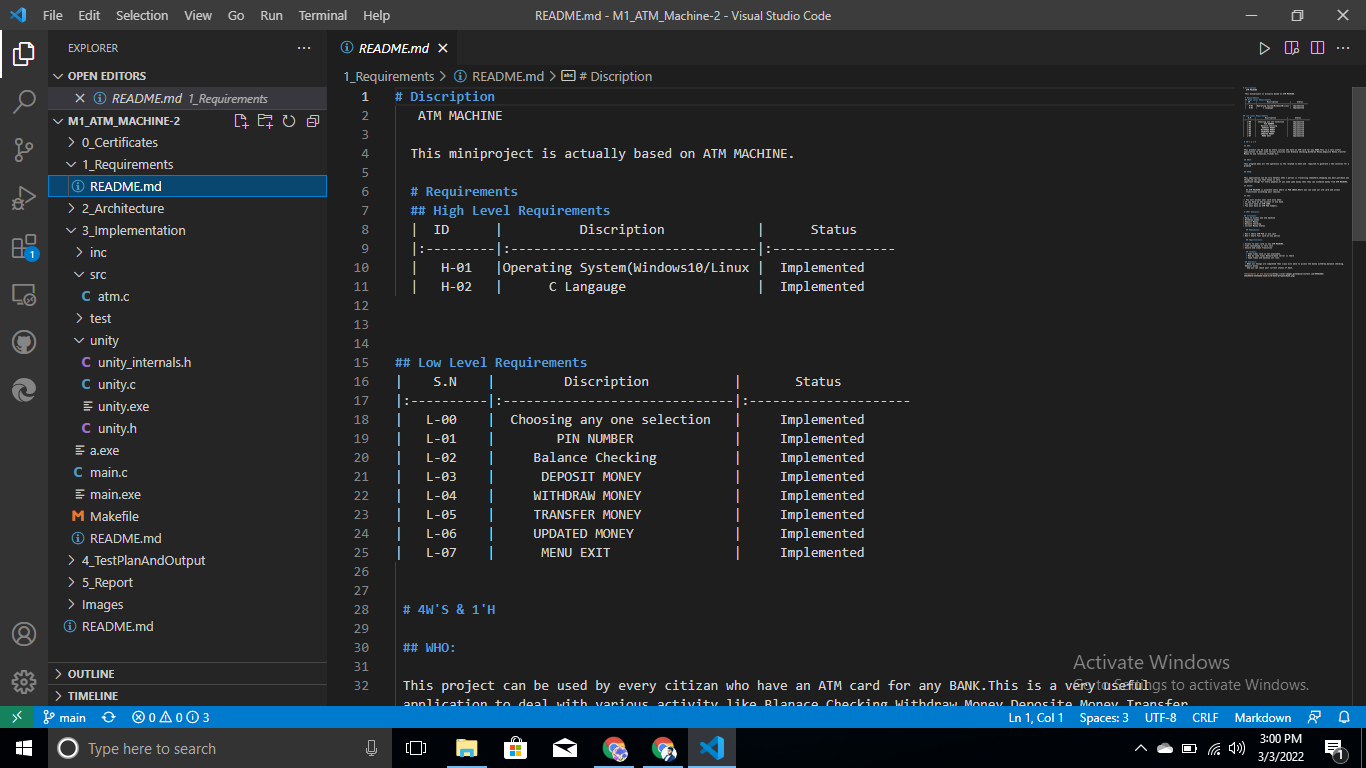 File Edit Selection View Go Run Terminal Help README.md - M1_ATM_Machine-2 - Visual Studio Code
EXPLORER
README.md
OPEN EDITORS
1_Requirements > README.md > # Discription
README.md 1_Requirements
M1_ATM_MACHINE-2
0_Certificates
1_Requirements
README.md
2_Architecture
3_Implementation
inc
src
C atm.c
test
unity
C unity_internals.h
C unity.c
unity.exe
C unity.h
a.exe
C main.c
main.exe
M Makefile
README.md
4_TestPlanAndOutput
5_Report
Images
README.md
OUTLINE
TIMELINE
1 # Discription
2 ATM MACHINE
3
4 This miniproject is actually based on ATM MACHINE.
5
6 # Requirements
7 ## High Level Requirements
8 | ID | Discription | Status
9 |:---------|:--------------------------------|:----------------
10 | H-01 |Operating System(Windows10/Linux | Implemented
11 | H-02 | C Langauge | Implemented
12
13
14
15 ## Low Level Requirements
16 | S.N | Discription | Status
17 |:----------|:------------------------------|:---------------------
18 | L-00 | Choosing any one selection | Implemented
19 | L-01 | PIN NUMBER | Implemented
20 | L-02 | Balance Checking | Implemented
21 | L-03 | DEPOSIT MONEY | Implemented
22 | L-04 | WITHDRAW MONEY | Implemented
23 | L-05 | TRANSFER MONEY | Implemented
24 | L-06 | UPDATED MONEY | Implemented
25 | L-07 | MENU EXIT | Implemented
26
27
28 # 4W'S & 1'H
29
30 ## WHO:
31
32 This project can be used by every citizan who have an ATM card for any BANK.This is a very useful
application to deal with various activity like Blanace Checking,Withdraw Money,Deposite Money,Transfer
Activate Windows
Go to Settings to activate Windows.
1
main 0 0 3 Ln 1, Col 1 Spaces: 3 UTF-8 CRLF Markdown
Type here to search
3:00 PM
3/3/2022
1